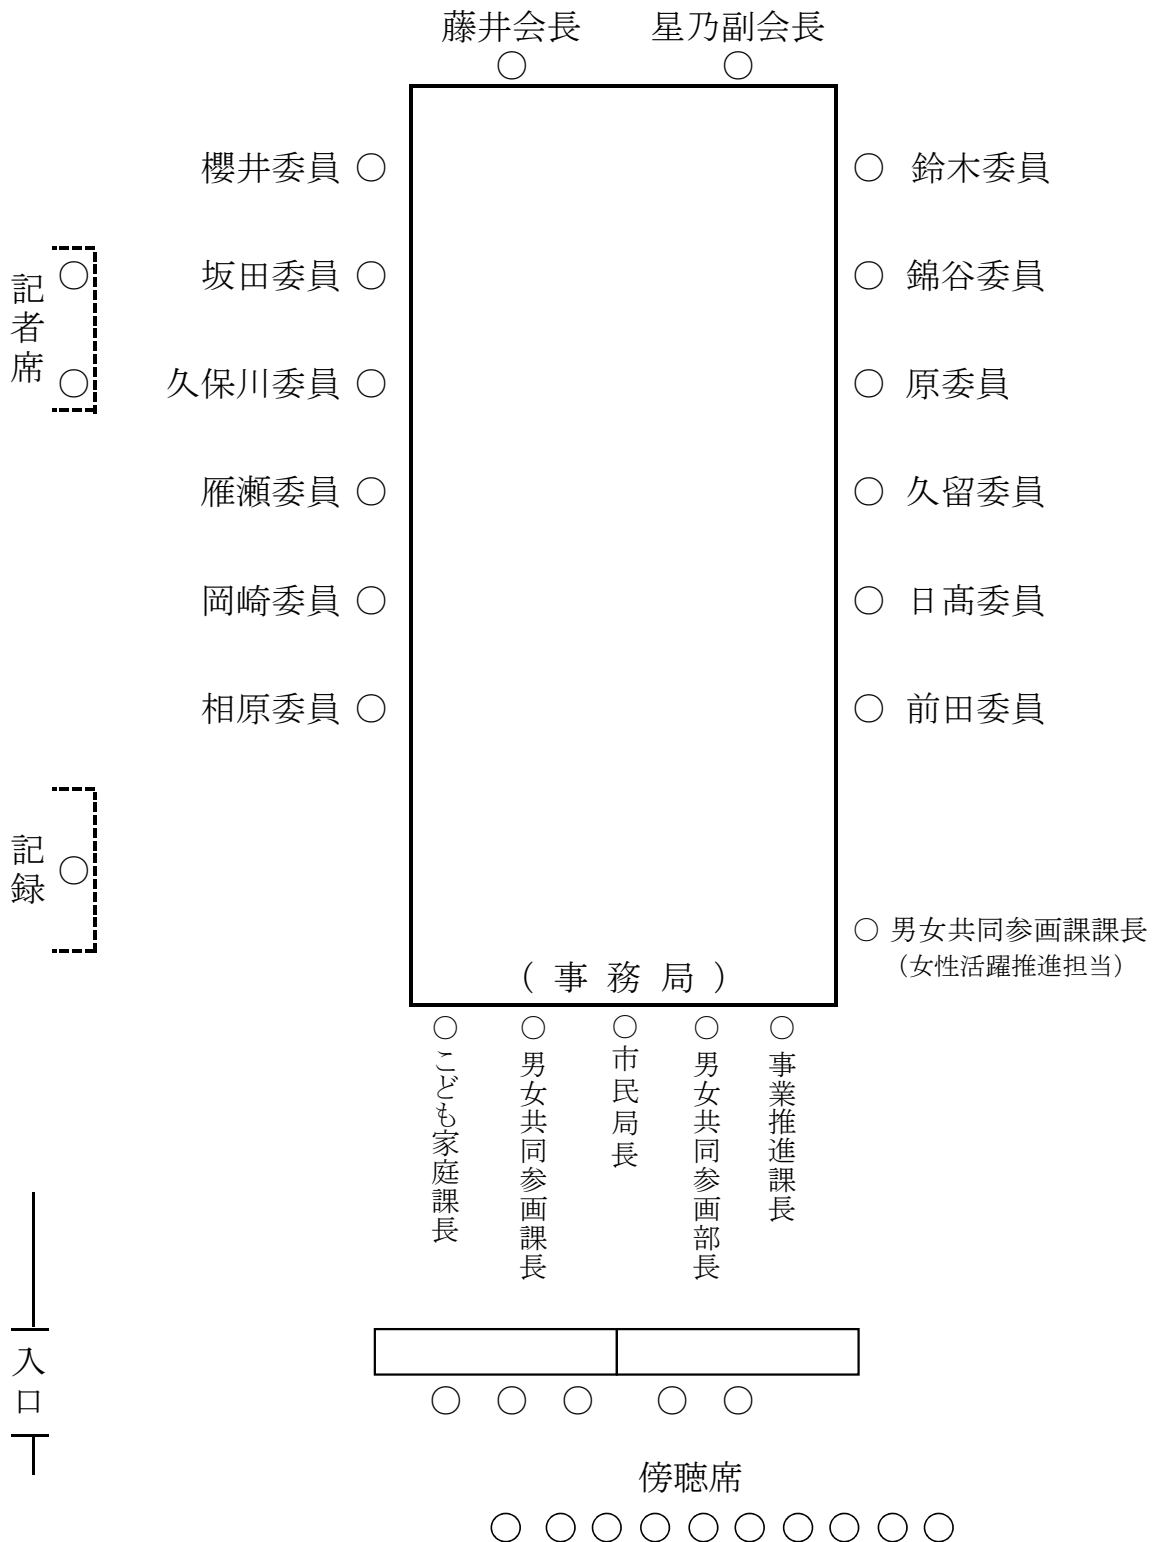 藤井会長
星乃副会長
櫻井委員
鈴木委員
坂田委員
錦谷委員
記者席
久保川委員
原委員
雁瀬委員
久留委員
岡崎委員
日髙委員
相原委員
前田委員
記録
男女共同参画課課長
（女性活躍推進担当）
（事務局）
こども家庭課長
男女共同参画課長
市民局長
男女共同参画部長
事業推進課長
入口
傍聴席